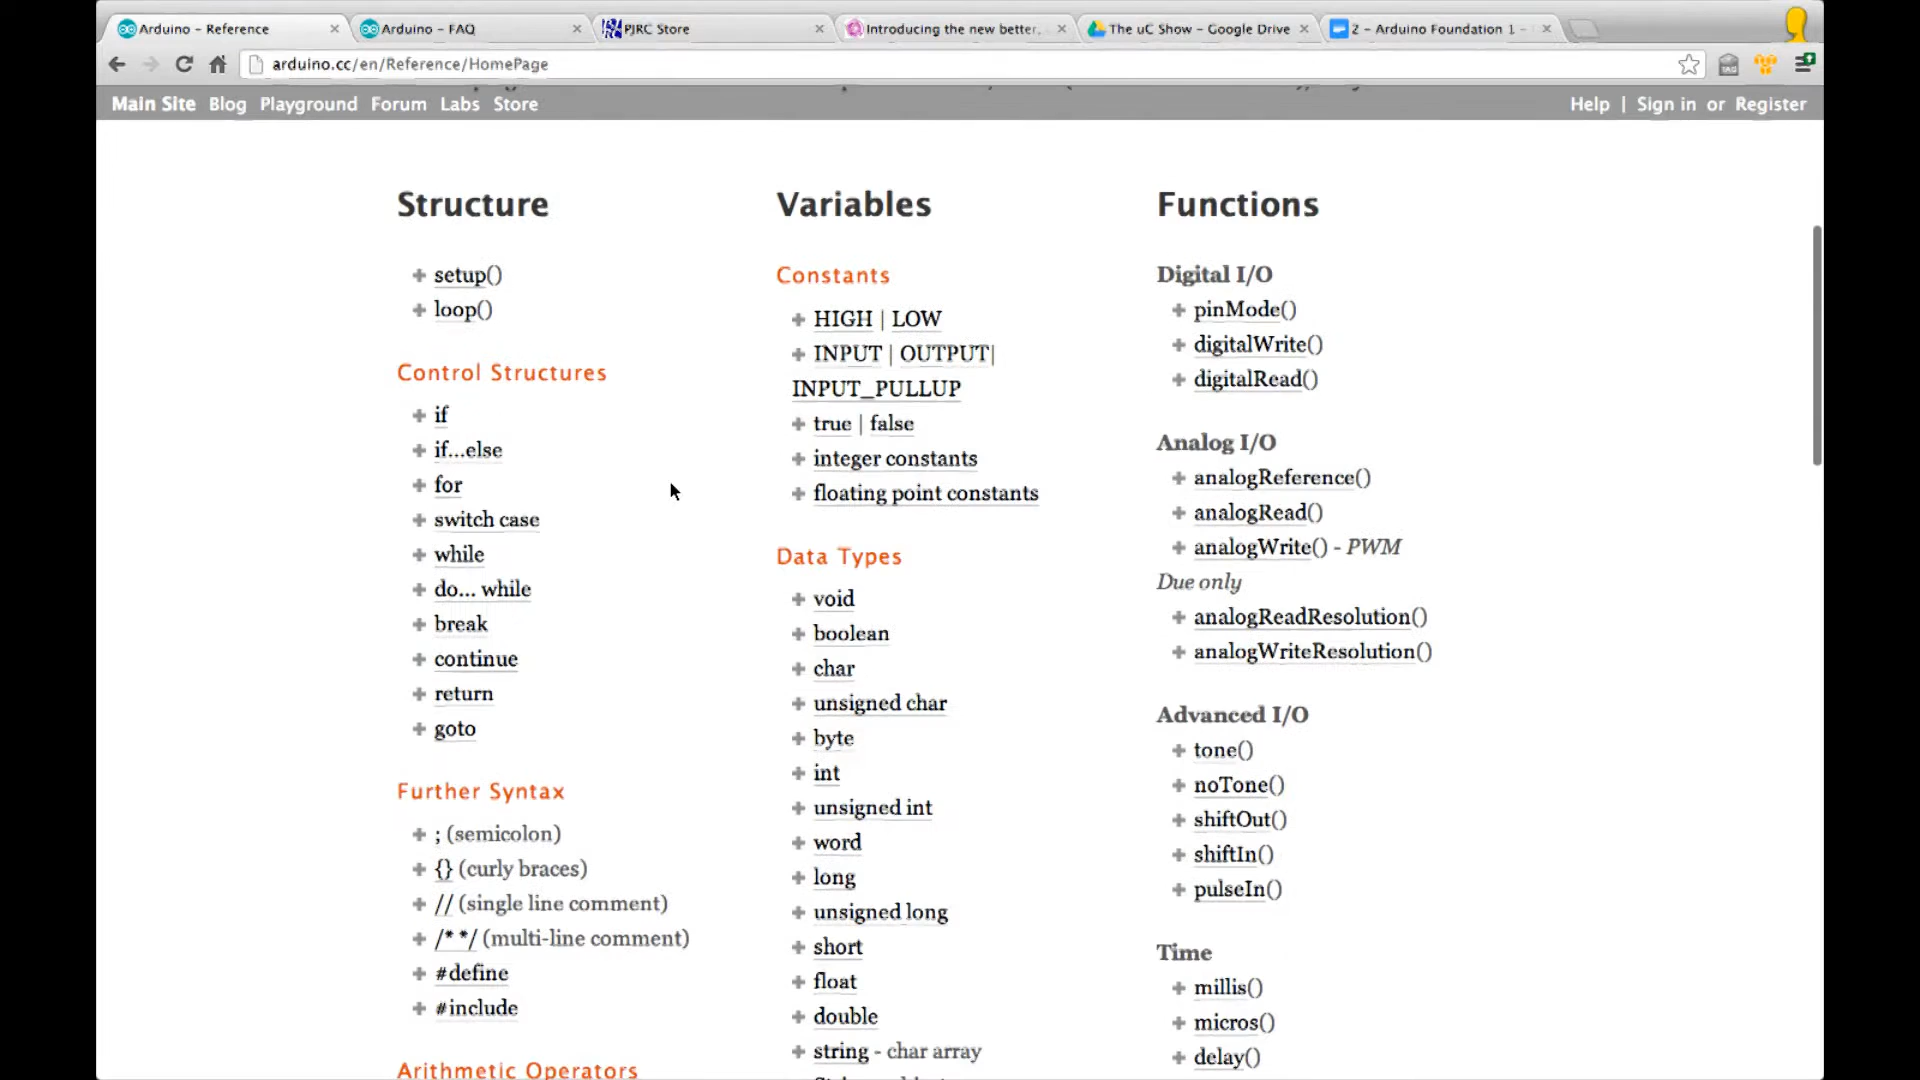 Arduino - Reference
Arduino - FAQ
PJRC Store
Introducing the new better,
The uC Show - Google Drive
2 - Arduino Foundation 1 -
arduino.cc/en/Reference/HomePage
Main Site Blog Playground Forum Labs Store
Help | Sign in or Register
Structure
setup()
loop()
Control Structures
if
if...else
for
switch case
while
do... while
break
continue
return
goto
Further Syntax
; (semicolon)
{} (curly braces)
// (single line comment)
/* */ (multi-line comment)
#define
#include
Arithmetic Operators
Variables
Constants
HIGH | LOW
INPUT | OUTPUT|
INPUT_PULLUP
true | false
integer constants
floating point constants
Data Types
void
boolean
char
unsigned char
byte
int
unsigned int
word
long
unsigned long
short
float
double
string - char array
Functions
Digital I/O
pinMode()
digitalWrite()
digitalRead()
Analog I/O
analogReference()
analogRead()
analogWrite() - PWM
Due only
analogReadResolution()
analogWriteResolution()
Advanced I/O
tone()
noTone()
shiftOut()
shiftIn()
pulseIn()
Time
millis()
micros()
delay()